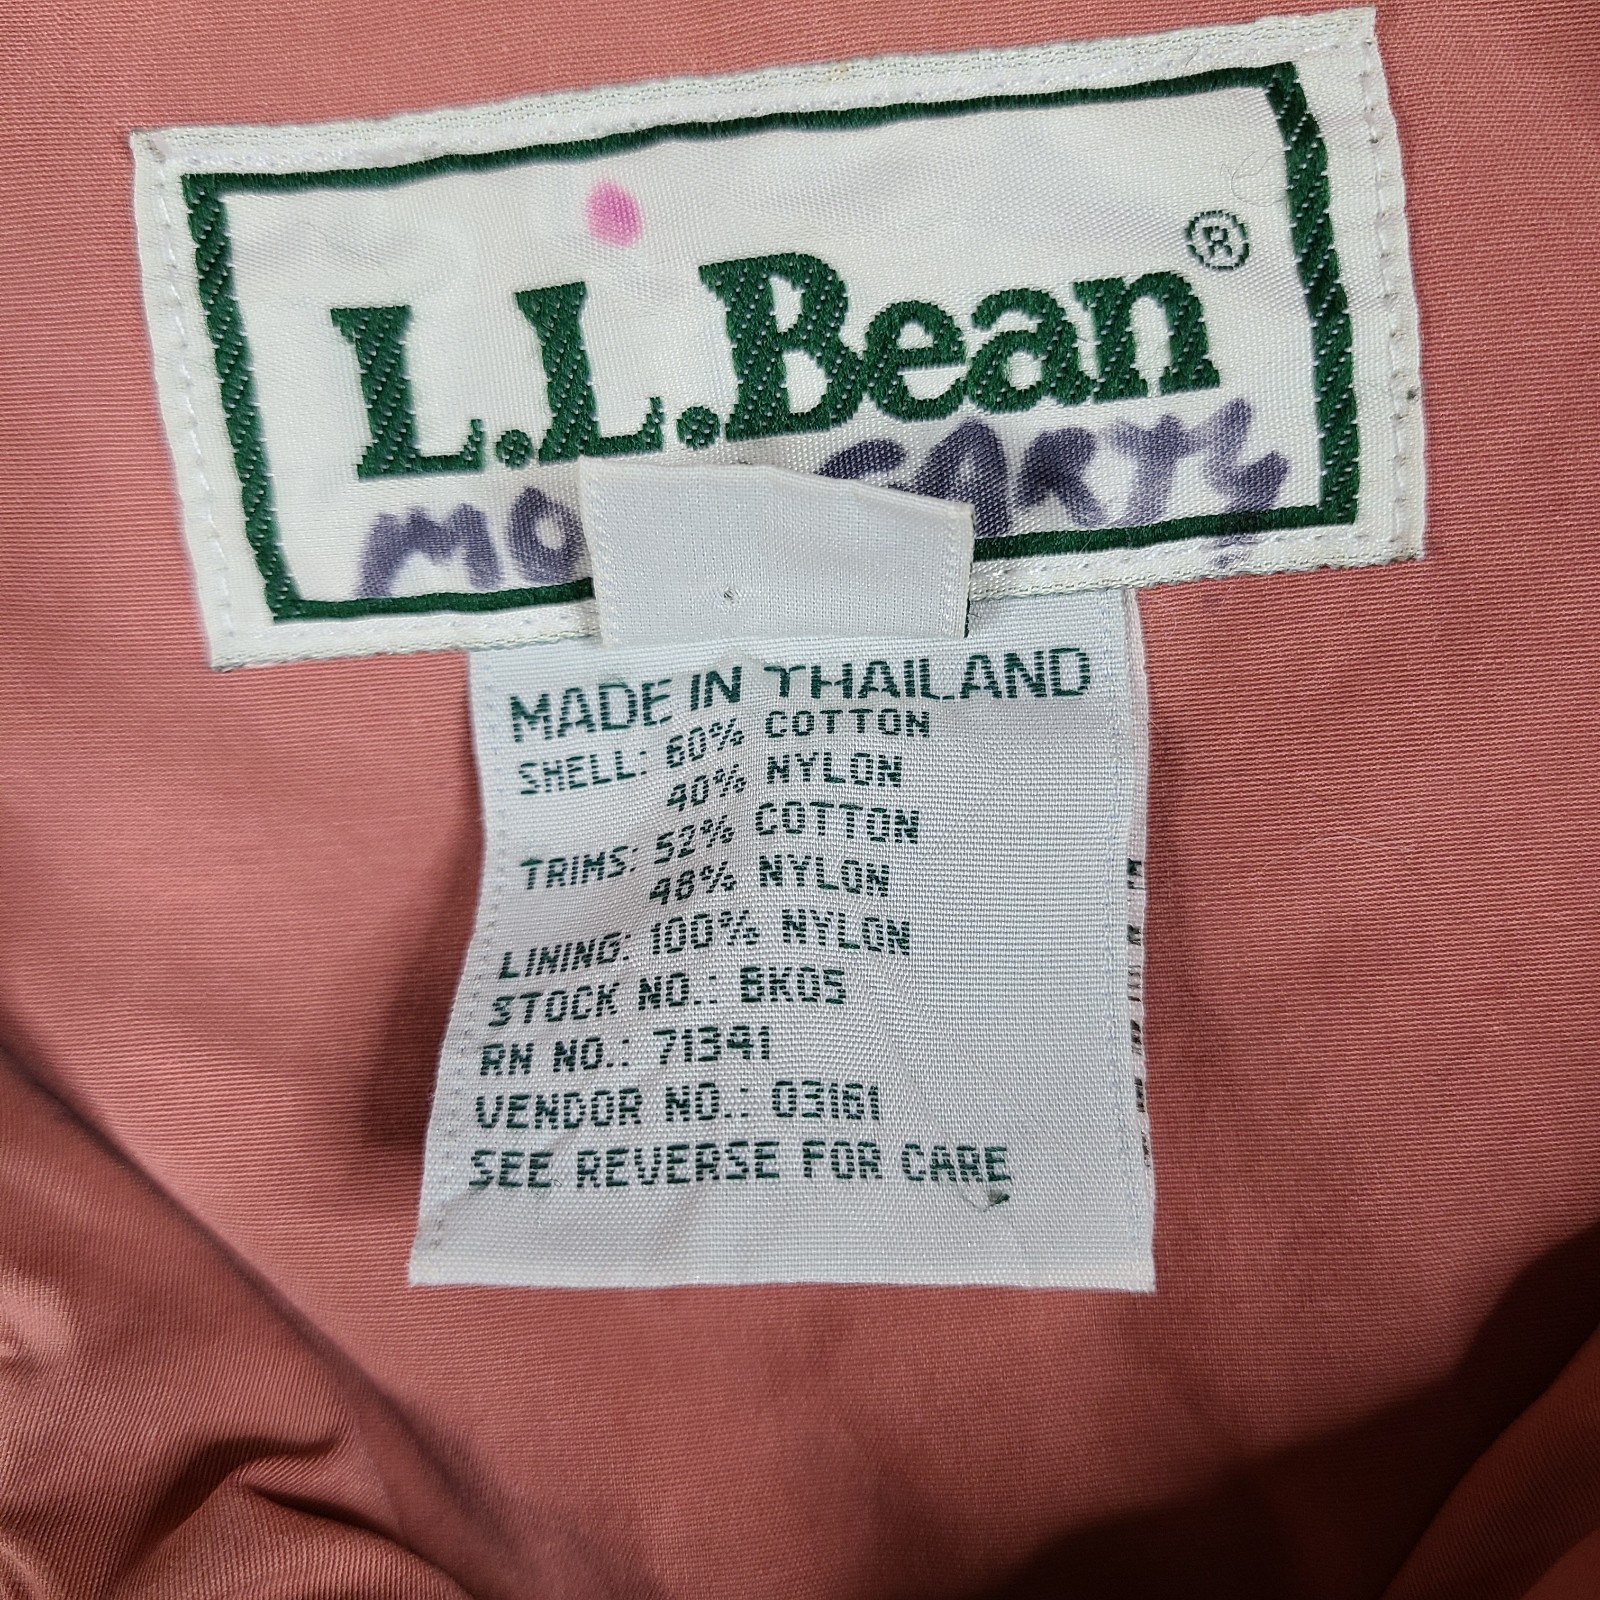 L.L.Bean®
MADE IN THAILAND
SHELL: 60% COTTON
40% NYLON
TRIMS: 52% COTTON
48% NYLON
LINING: 100% NYLON
STOCK NO.: BK05
RN NO.: 71341
VENDOR NO.: 03161
SEE REVERSE FOR CARE